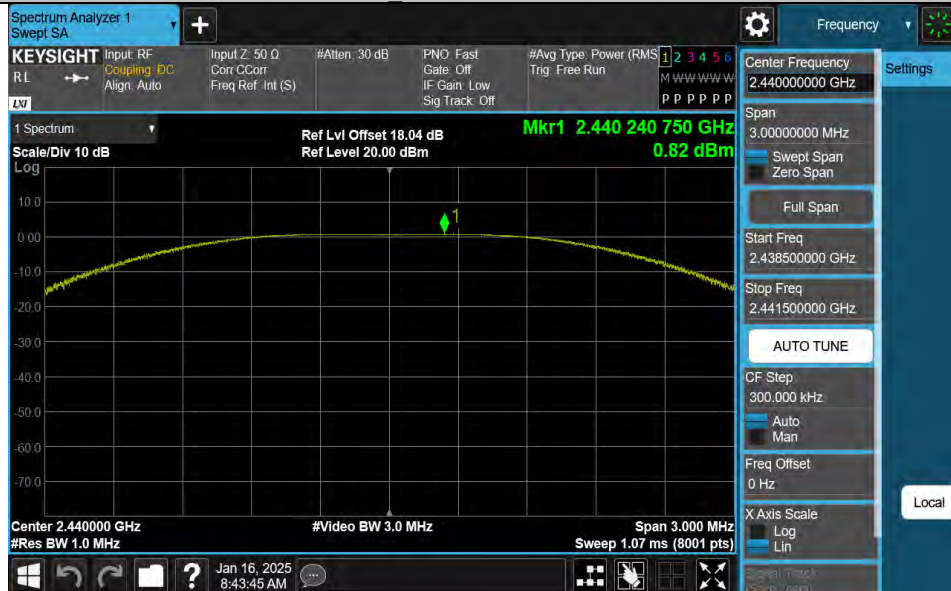 Spectrum Analyzer 1
Swept SA
+
Frequency
KEYSIGHT
RL
LXI
Input: RF
Coupling: DC
Align: Auto
Input Z: 50 Ω
Corr CCorr
Freq Ref: Int (S)
#Atten: 30 dB
PNO: Fast
Gate: Off
IF Gain: Low
Sig Track: Off
#Avg Type: Power (RMS
Trig: Free Run
1 2 3 4 5 6
M W W W W W
P P P P P P
Center Frequency
2.440000000 GHz
Settings
Span
3.00000000 MHz
Swept Span
Zero Span
Full Span
Start Freq
2.438500000 GHz
Stop Freq
2.441500000 GHz
AUTO TUNE
CF Step
300.000 kHz
Auto
Man
Freq Offset
0 Hz
X Axis Scale
Log
Lin
Local
1 Spectrum
Scale/Div 10 dB
Log
Ref Lvl Offset 18.04 dB
Ref Level 20.00 dBm
Mkr1 2.440 240 750 GHz
0.82 dBm
10.0
0.00
-10.0
-20.0
-30.0
-40.0
-50.0
-60.0
-70.0
1
Center 2.440000 GHz
#Res BW 1.0 MHz
#Video BW 3.0 MHz
Span 3.000 MHz
Sweep 1.07 ms (8001 pts)
?
Jan 16, 2025
8:43:45 AM